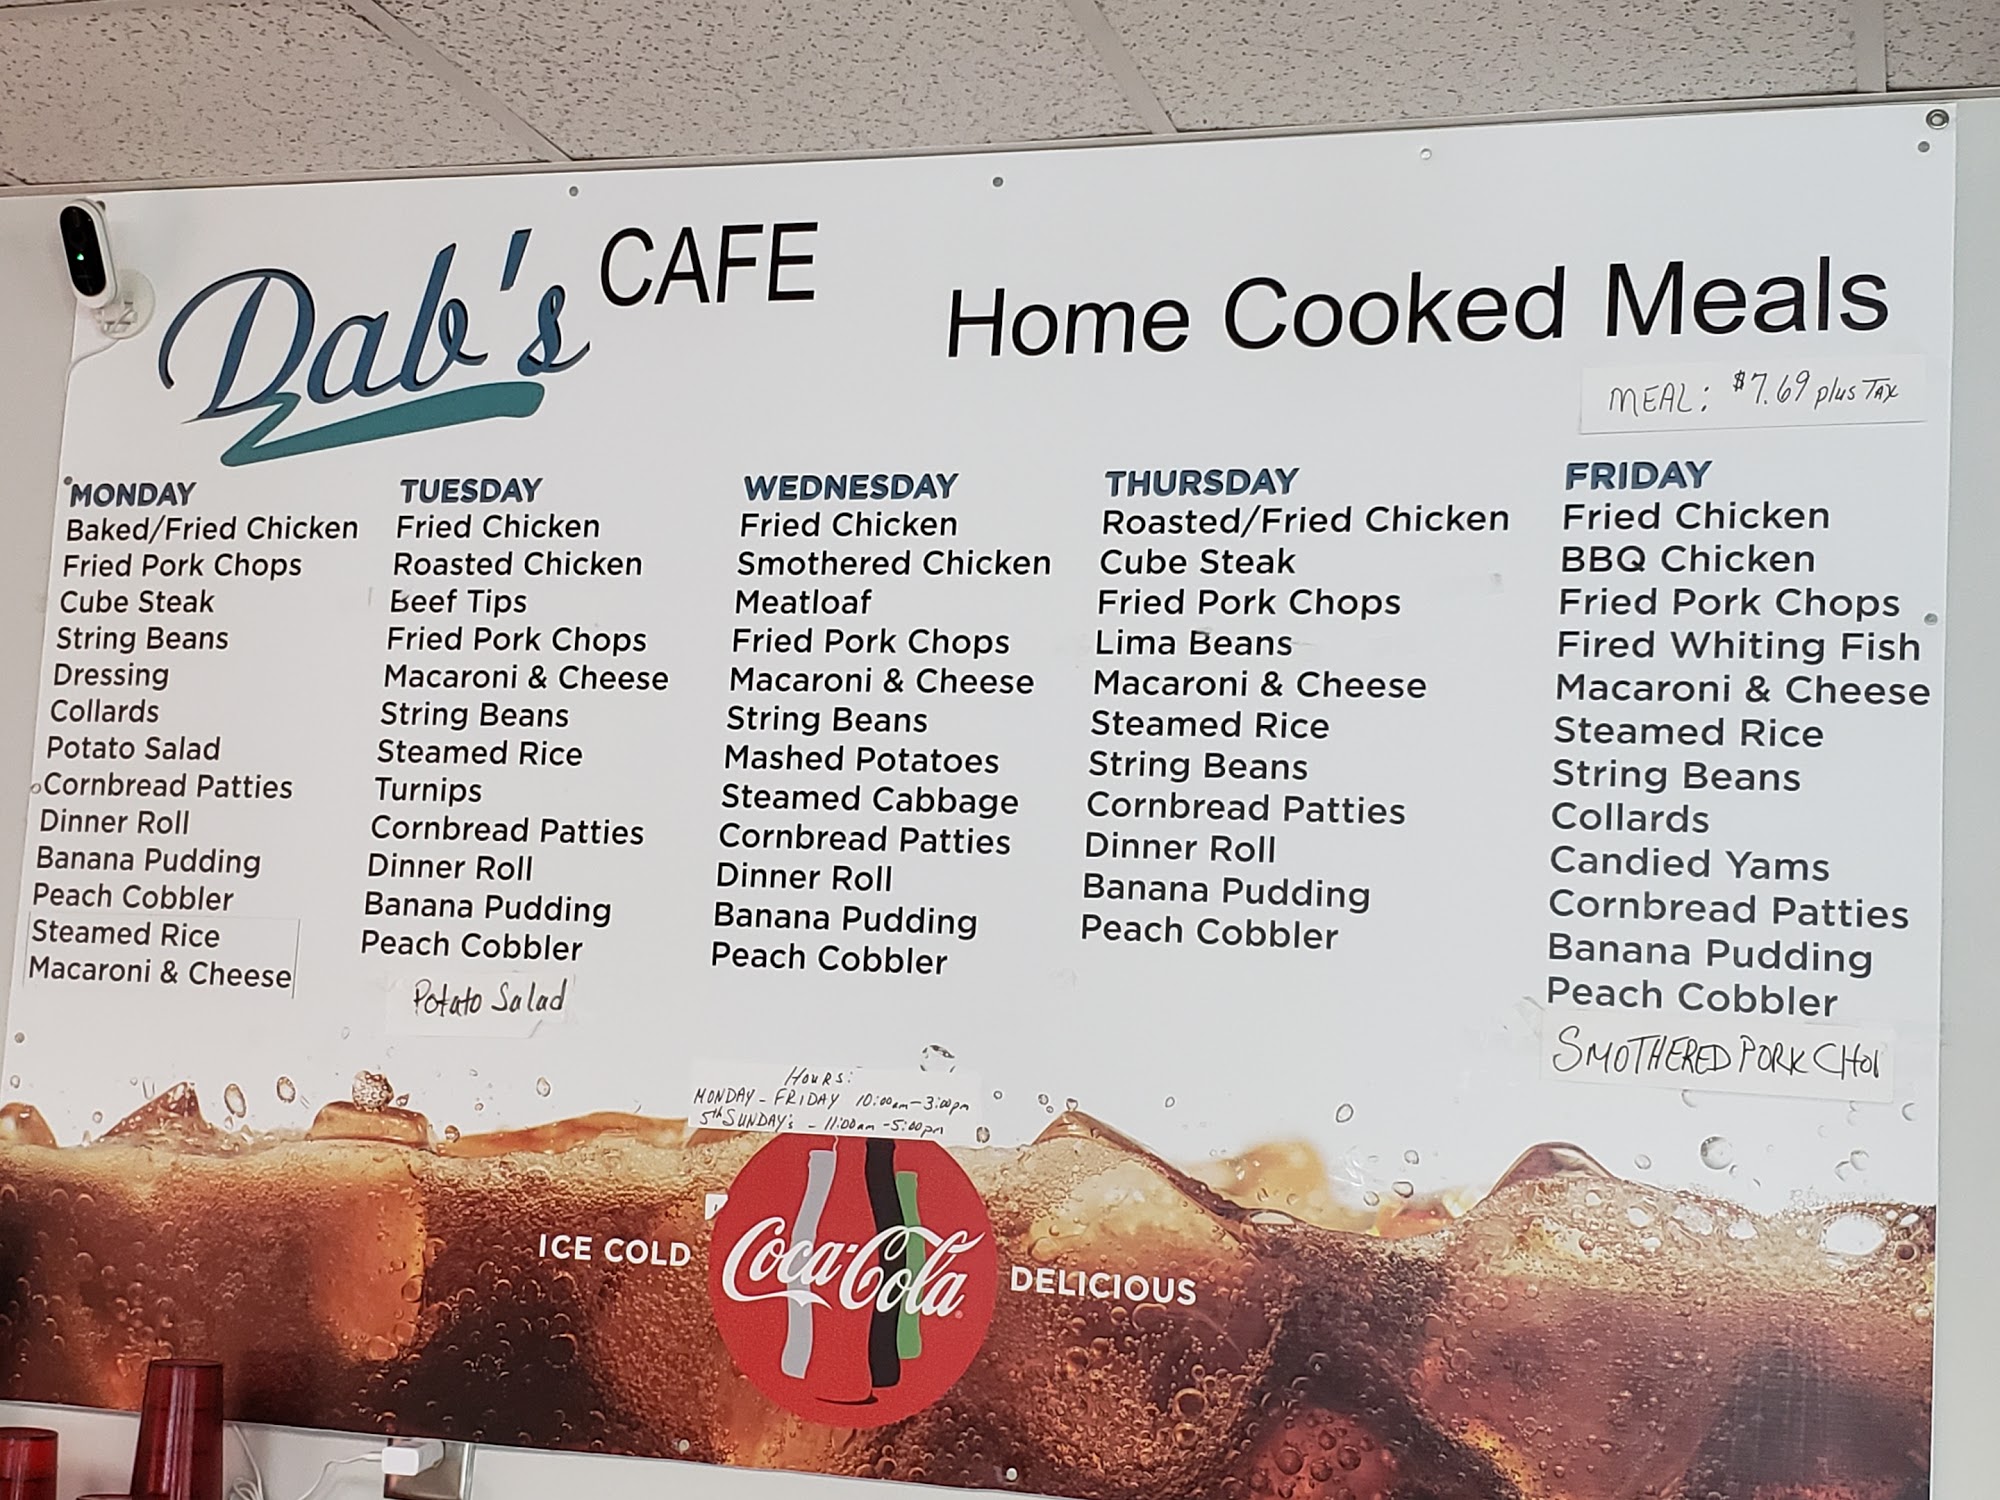 Dab's CAFE
Home Cooked Meals
MEAL: $7.69 plus TAX
MONDAY
Baked/Fried Chicken
Fried Pork Chops
Cube Steak
String Beans
Dressing
Collards
Potato Salad
Cornbread Patties
Dinner Roll
Banana Pudding
Peach Cobbler
Steamed Rice
Macaroni & Cheese
TUESDAY
Fried Chicken
Roasted Chicken
Beef Tips
Fried Pork Chops
Macaroni & Cheese
String Beans
Steamed Rice
Turnips
Cornbread Patties
Dinner Roll
Banana Pudding
Peach Cobbler
Potato Salad
WEDNESDAY
Fried Chicken
Smothered Chicken
Meatloaf
Fried Pork Chops
Macaroni & Cheese
String Beans
Mashed Potatoes
Steamed Cabbage
Cornbread Patties
Dinner Roll
Banana Pudding
Peach Cobbler
THURSDAY
Roasted/Fried Chicken
Cube Steak
Fried Pork Chops
Lima Beans
Macaroni & Cheese
Steamed Rice
String Beans
Cornbread Patties
Dinner Roll
Banana Pudding
Peach Cobbler
FRIDAY
Fried Chicken
BBQ Chicken
Fried Pork Chops
Fired Whiting Fish
Macaroni & Cheese
Steamed Rice
String Beans
Collards
Candied Yams
Cornbread Patties
Banana Pudding
Peach Cobbler
SMOTHERED PORK CHOI
HOURS:
MONDAY - FRIDAY 10:00am-3:00pm
5th SUNDAY'S - 11:00am-5:00pm
ICE COLD
Coca-Cola
DELICIOUS